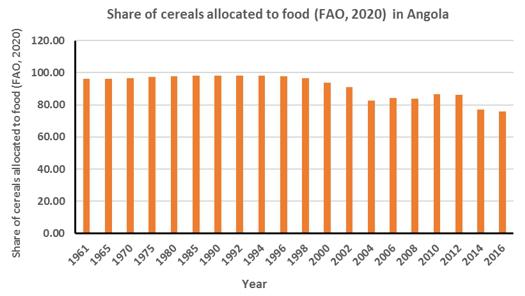 Share of cereals allocated to food (FAO, 2020) in Angola
Share of cereals allocated to food (FAO, 2020)
120.00
100.00
80.00
60.00
40.00
20.00
0.00
1961 1965 1970 1975 1980 1985 1990 1992 1994 1996 1998 2000 2002 2004 2006 2008 2010 2012 2014 2016
Year